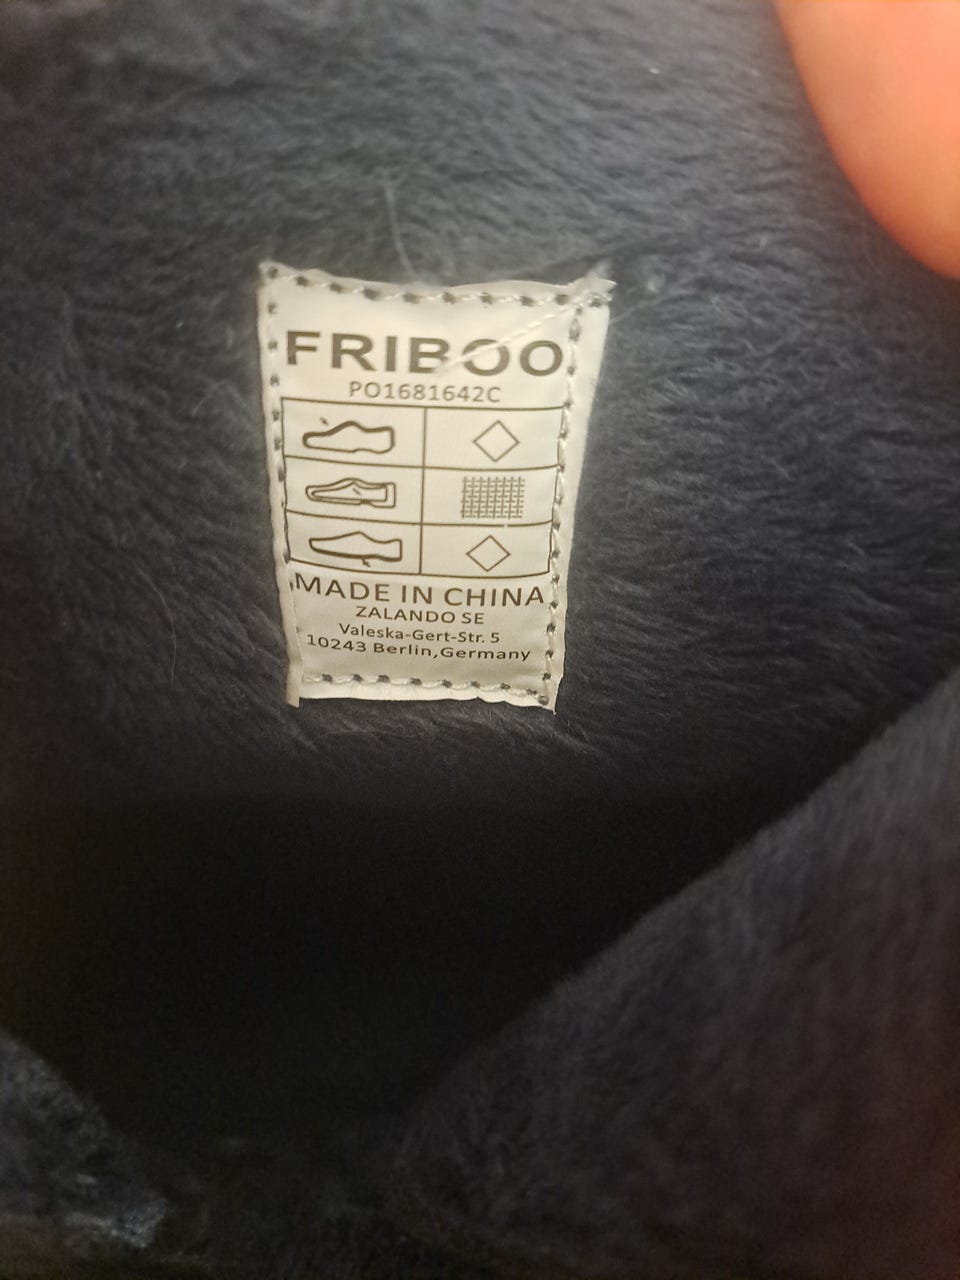 FRIBOO
PO1681642C
MADE IN CHINA
ZALANDO SE
Valeska-Gert-Str. 5
10243 Berlin,Germany